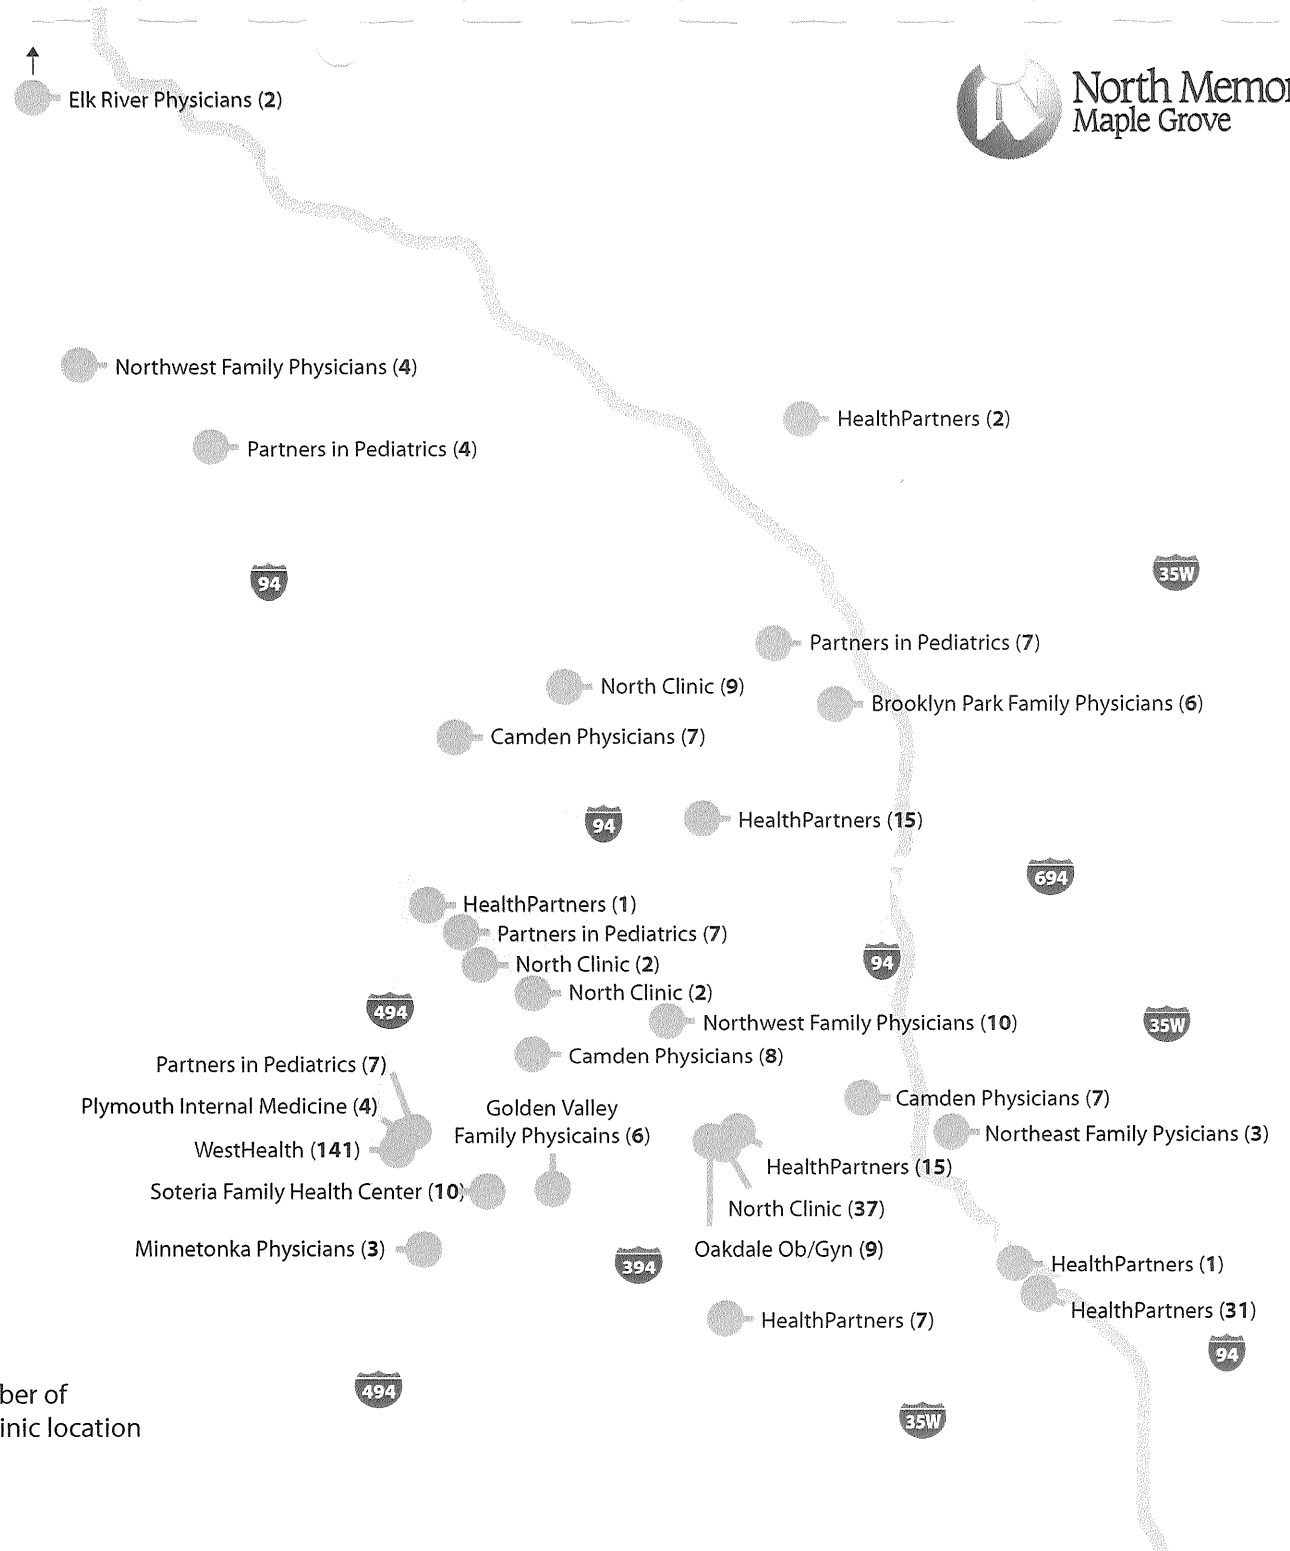 Elk River Physicians (2)
North Memor
Maple Grove
Northwest Family Physicians (4)
HealthPartners (2)
Partners in Pediatrics (4)
94
35W
Partners in Pediatrics (7)
North Clinic (9)
Brooklyn Park Family Physicians (6)
Camden Physicians (7)
94
HealthPartners (15)
694
HealthPartners (1)
Partners in Pediatrics (7)
94
North Clinic (2)
North Clinic (2)
494
Northwest Family Physicians (10)
35W
Camden Physicians (8)
Partners in Pediatrics (7)
Camden Physicians (7)
Plymouth Internal Medicine (4)
Golden Valley
Family Physicains (6)
Northeast Family Pysicians (3)
WestHealth (141)
HealthPartners (15)
Soteria Family Health Center (10)
North Clinic (37)
Minnetonka Physicians (3)
Oakdale Ob/Gyn (9)
394
HealthPartners (1)
HealthPartners (31)
HealthPartners (7)
94
494
ber of
inic location
35W